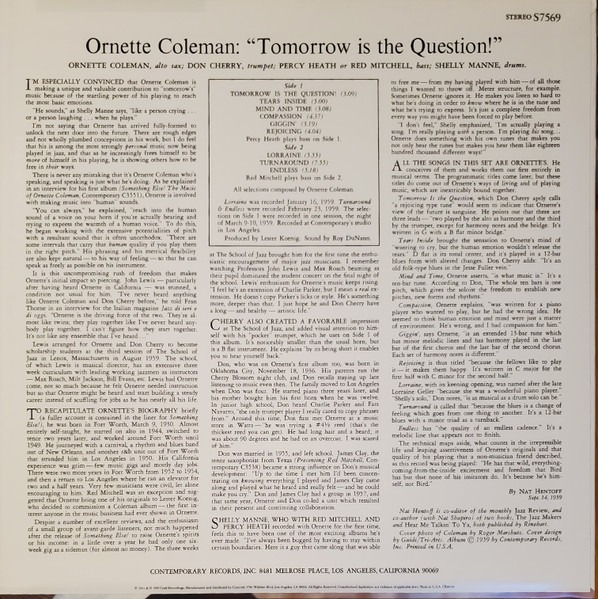 STEREO S7569
Ornette Coleman: "Tomorrow is the Question!"
ORNETTE COLEMAN, alto sax; DON CHERRY, trumpet; PERCY HEATH or RED MITCHELL, bass; SHELLY MANNE, drums.
I'M ESPECIALLY CONVINCED that Ornette Coleman is
making a unique and valuable contribution to "tomorrow's"
music because of the startling power of his playing to reach
the most basic emotions.
"He sounds," as Shelly Manne says, "like a person crying . . .
or a person laughing . . . when he plays."
I'm not saying that Ornette has arrived fully-formed to
unlock the next door into the future. There are rough edges
and not wholly plumbed conceptions in his work, but I do feel
that his is among the most strongly personal music now being
played in jazz, and that as he increasingly frees himself to be
more of himself in his playing, he is showing others how to be
free in their ways.
There is never any mistaking that it's Ornette Coleman who's
speaking, and speaking is just what he's doing. As he explained
in an interview for his first album (Something Else! The Music
of Ornette Coleman, Contemporary C3551), Ornette is involved
with making music into "human" sounds.
"You can always," he explained, "reach into the human
sound of a voice on your horn if you're actually hearing and
trying to express the warmth of a human voice." To do this,
he began working with the expressive potentialities of pitch
with a resultant sound that is often unorthodox. "There are
some intervals that carry that human quality if you play them
in the right pitch." His phrasing and his metrical flexibility
are also kept natural — to his way of feeling — so that he can
speak as freely as possible on his instrument.
It is this uncompromising rush of freedom that makes
Ornette's initial impact so piercing. John Lewis — particularly
after having heard Ornette in California — was stunned, a
condition not usual for him. "I've never heard anything
like Ornette Coleman and Don Cherry before," he told Fran
Thorne in an interview for the Italian magazine Jazz di ieri e
di oggi. "Ornette is the driving force of the two. They're al-
most like twins; they play together like I've never heard any-
body play together. I can't figure how they start together.
It's not like any ensemble that I've heard . . .
Lewis arranged for Ornette and Don Cherry to become
scholarship students at the third session of The School of
Jazz in Lenox, Massachusetts in August 1959. The school,
of which Lewis is musical director, has an extensive three
week curriculum with leading working jazzmen as instructors
— Max Roach, Milt Jackson, Bill Evans, etc. Lewis had Ornette
come, not so much because he felt Ornette needed instruction
but so that Ornette might be heard and start building a steady
career instead of scuffling for jobs as he has nearly all his life.
TO RECAPITULATE ORNETTE'S BIOGRAPHY briefly
(a fuller account is contained in the liner for Something
Else!), he was born in Fort Worth, March 9, 1930. Almost
entirely self-taught, he started on alto in 1944, switched to
tenor two years later, and worked around Fort Worth until
1949. He journeyed with a carnival, a rhythm and blues band
out of New Orleans, and another r&b unit out of Fort Worth
that stranded him in Los Angeles in 1950. His California
experience was grim — few music gigs and mostly day jobs.
There were two more years in Fort Worth from 1952 to 1954,
and then a return to Los Angeles where he ran an elevator for
two and a half years. Very few musicians were civil, let alone
encouraging to him. Red Mitchell was an exception and sug-
gested that Ornette bring one of his originals to Lester Koenig,
who decided to commission a Coleman album — the first in-
terest anyone in the music business had ever shown in Ornette.
Despite a number of excellent reviews, and the enthusiasm
of a small group of avant-garde listeners, not much happened
after the release of Something Else! to raise Ornette's spirits
or his income: in a little over a year he had only one six-
week gig as a sideman (for almost no money). The three weeks
Side 1
TOMORROW IS THE QUESTION! (3.09)
TEARS INSIDE (5.00)
MIND AND TIME (3.08)
COMPASSION (4.37)
GIGGIN' (3.19)
REJOICING (4.04)
Percy Heath plays bass on Side 1.
Side 2
LORRAINE (5.55)
TURNAROUND (7.55)
ENDLESS (5.18)
Red Mitchell plays bass on Side 2.
All selections composed by Ornette Coleman.
Lorraine was recorded January 16, 1959. Turnaround
& Endless were recorded February 23, 1959. The selec-
tions on Side 1 were recorded in one session, the night
of March 9-10, 1959. Recorded at Contemporary's studio
in Los Angeles.
Produced by Lester Koenig. Sound by Roy DuNann.
at The School of Jazz brought him for the first time the enthu-
siastic encouragement of major jazz musicians. I remember
watching Professors John Lewis and Max Roach beaming as
their pupil dominated the student concert on the final night of
the school. Lewis' enthusiasm for Ornette's music keeps rising.
"I feel he's an extension of Charlie Parker, but I mean a real ex-
tension. He doesn't copy Parker's licks or style. He's something
more, deeper than that. I just hope he and Don Cherry have
a long — and healthy — artistic life."
CHERRY ALSO CREATED A FAVORABLE impression
at The School of Jazz, and added visual attention to him-
self with his "pocket" trumpet, which he uses on Side 1 of
this album. It's noticeably smaller than the usual horn, but
is a B flat instrument. He explains "by its being short it enables
you to hear yourself back."
Don, who was on Ornette's first album too, was born in
Oklahoma City, November 18, 1936. His parents ran the
Cherry Blossom night club, and Don recalls staying up late
listening to music even then. The family moved to Los Angeles
when Don was four. He started piano three years later, and
his mother bought him his first horn when he was twelve.
In junior high school, Don heard Charlie Parker and Fats
Navarro, "the only trumpet player I really cared to copy phrases
from." Around this time, Don first met Ornette at a music
store in Watts — "he was trying a #4½ reed (that's the
thickest reed you can get). He had long hair and a beard; it
was about 90 degrees and he had on an overcoat. I was scared
of him."
Don was married in 1955, and left school. James Clay, the
tenor saxophonist from Texas (Presenting Red Mitchell, Con-
temporary C3538) became a strong influence on Don's musical
development: "Up to the time I met him I'd been concen-
trating on knowing everything I played and James Clay came
along and played what he heard and really felt — and he could
make you cry." Don and James Clay had a group in 1957, and
that same year, Ornette and Don co-led a unit which resulted
in their present and continuing collaboration.
SHELLY MANNE, WHO WITH RED MITCHELL AND
PERCY HEATH recorded with Ornette for the first time,
feels this to have been one of the most exciting albums he's
ever made. "I've always been bugged by having to stay within
certain boundaries. Here is a guy that came along that was able
to free me — from my having played with him — of all those
things I wanted to throw off. Metre structure, for example.
Sometimes Ornette ignores it. He makes you listen so hard to
what he's doing in order to know where he is in the tune and
what he's trying to express. It's just a complete freedom from
every way you might have been forced to play before.
"I don't feel," Shelly emphasized, "I'm actually playing a
song. I'm really playing with a person. I'm playing his song...
Ornette does something with his own tunes that makes you
not only hear the tunes but makes you hear them like eighteen
hundred thousand different ways!"
ALL THE SONGS IN THIS SET ARE ORNETTE'S. He
conceives of them and works them out first entirely in
musical terms. The programmatic titles come later, but these
titles do come out of Ornette's ways of living and of playing
music, which are inextricably bound together.
Tomorrow Is the Question, which Don Cherry aptly calls
"a rejoicing type tune" would seem to indicate that Ornette's
view of the future is sanguine. He points out that there are
three leads — "two played by the alto as harmony and the third
by the trumpet, except for harmony notes and the bridge. It's
written in G with a B flat minor bridge."
Tears Inside brought the sensation to Ornette's mind of
"wanting to cry, but the human emotion wouldn't release the
tears." D flat is its tonal center, and it's played in a 12-bar
blues form with altered changes. Don Cherry adds: "It's an
old folk-type blues in the Jesse Fuller vein."
Mind and Time, Ornette asserts, "is what music is." It's a
ten-bar tune. According to Don, "The whole ten bars is one
pitch, which gives the soloist the freedom to establish new
pitches, new forms and rhythms."
Compassion, Ornette explains, "was written for a piano
player who wanted to play, but he had the wrong idea. He
seemed to think environment and mind were just a matter
of environment. He's wrong, and I had compassion for him."
Giggin', says Ornette, "is an extended 13-bar tune which
has minor melodic lines and harmony played in the last
four bars of the first chorus and the last bar of the second chorus.
Each set of harmony scores is different."
Rejoicing is thus titled "because the fellows like to play
it — it makes them happy. It's written in C major for the
first half with C minor for the second half."
Lorraine, with its keening opening, was named after the late
Lorraine Geller "because she was a wonderful piano player."
"Shelly's solo," Don notes, "is as musical as a drum solo can be."
Turnaround is called that "because the blues is a change of
feeling which goes from one thing to another. It's a 12-bar
blues with a minor triad as a turnback."
Endless has "the quality of an endless cadence." It's a
melodic line that appears not to finish.
The technical maps aside, what counts is the irrepressible
life and leaping assertiveness of Ornette's originals and that
quality of his playing that a non-musician friend described,
as this record was being played: "He has that wild, everything-
coming-from-the-inside excitement and freedom that Bird
has but that none of his imitators do. It's because he's him-
self, not Bird."
By NAT HENTOFF
Sept. 14, 1959
Nat Hentoff is co-editor of the monthly Jazz Review, and
co-author (with Nat Shapiro) of two books, The Jazz Makers
and Hear Me Talkin' To Ya, both published by Rinehart.
Cover photo of Coleman by Roger Marshutz. Cover design
by Guidi/Tri-Arts. Album © 1959 by Contemporary Records,
Inc. Printed in U.S.A.
CONTEMPORARY RECORDS, INC. 8481 MELROSE PLACE, LOS ANGELES, CALIFORNIA 90069